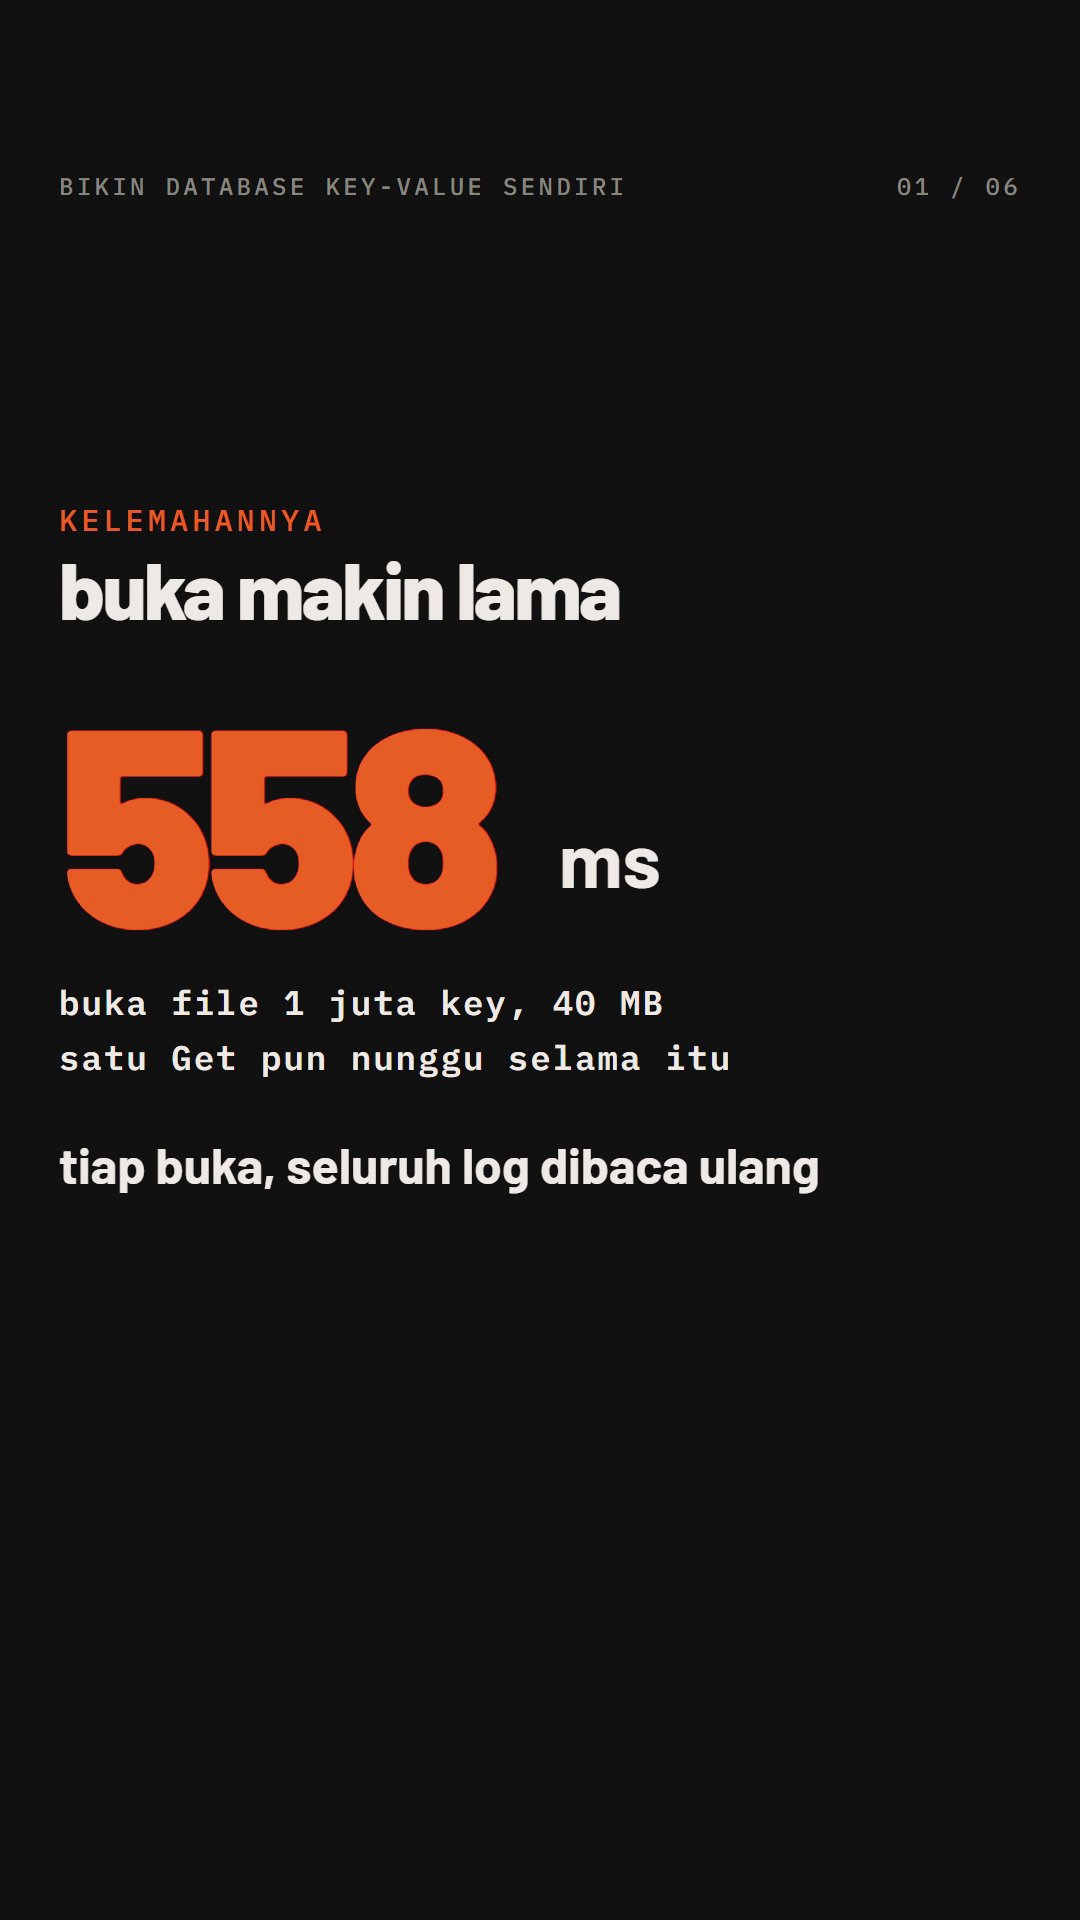 BIKIN DATABASE KEY-VALUE SENDIRI
01 / 06
KELEMAHANNYA
buka makin lama
558 ms
buka file 1 juta key, 40 MB
satu Get pun nunggu selama itu
tiap buka, seluruh log dibaca ulang